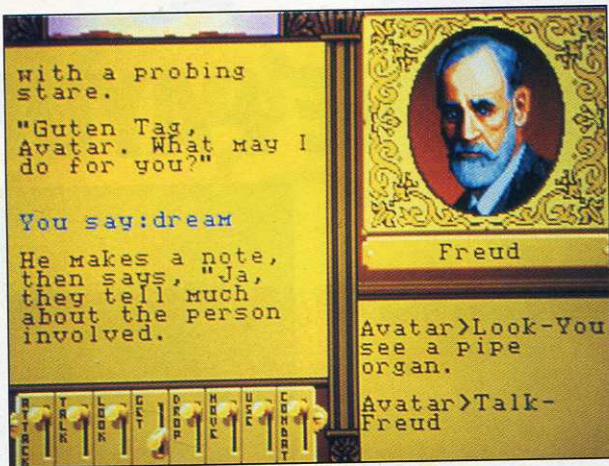 with a probing
stare.
"Guten Tag,
Avatar. What may I
do for you?"
You say:dream
He makes a note,
then says, "Ja,
they tell much
about the person
involved.
ATTACK
TALK
LOOK
GET
DROP
MOVE
USE
COMBAT
Freud
Avatar>Look-You
see a pipe
organ.
Avatar>Talk-
Freud